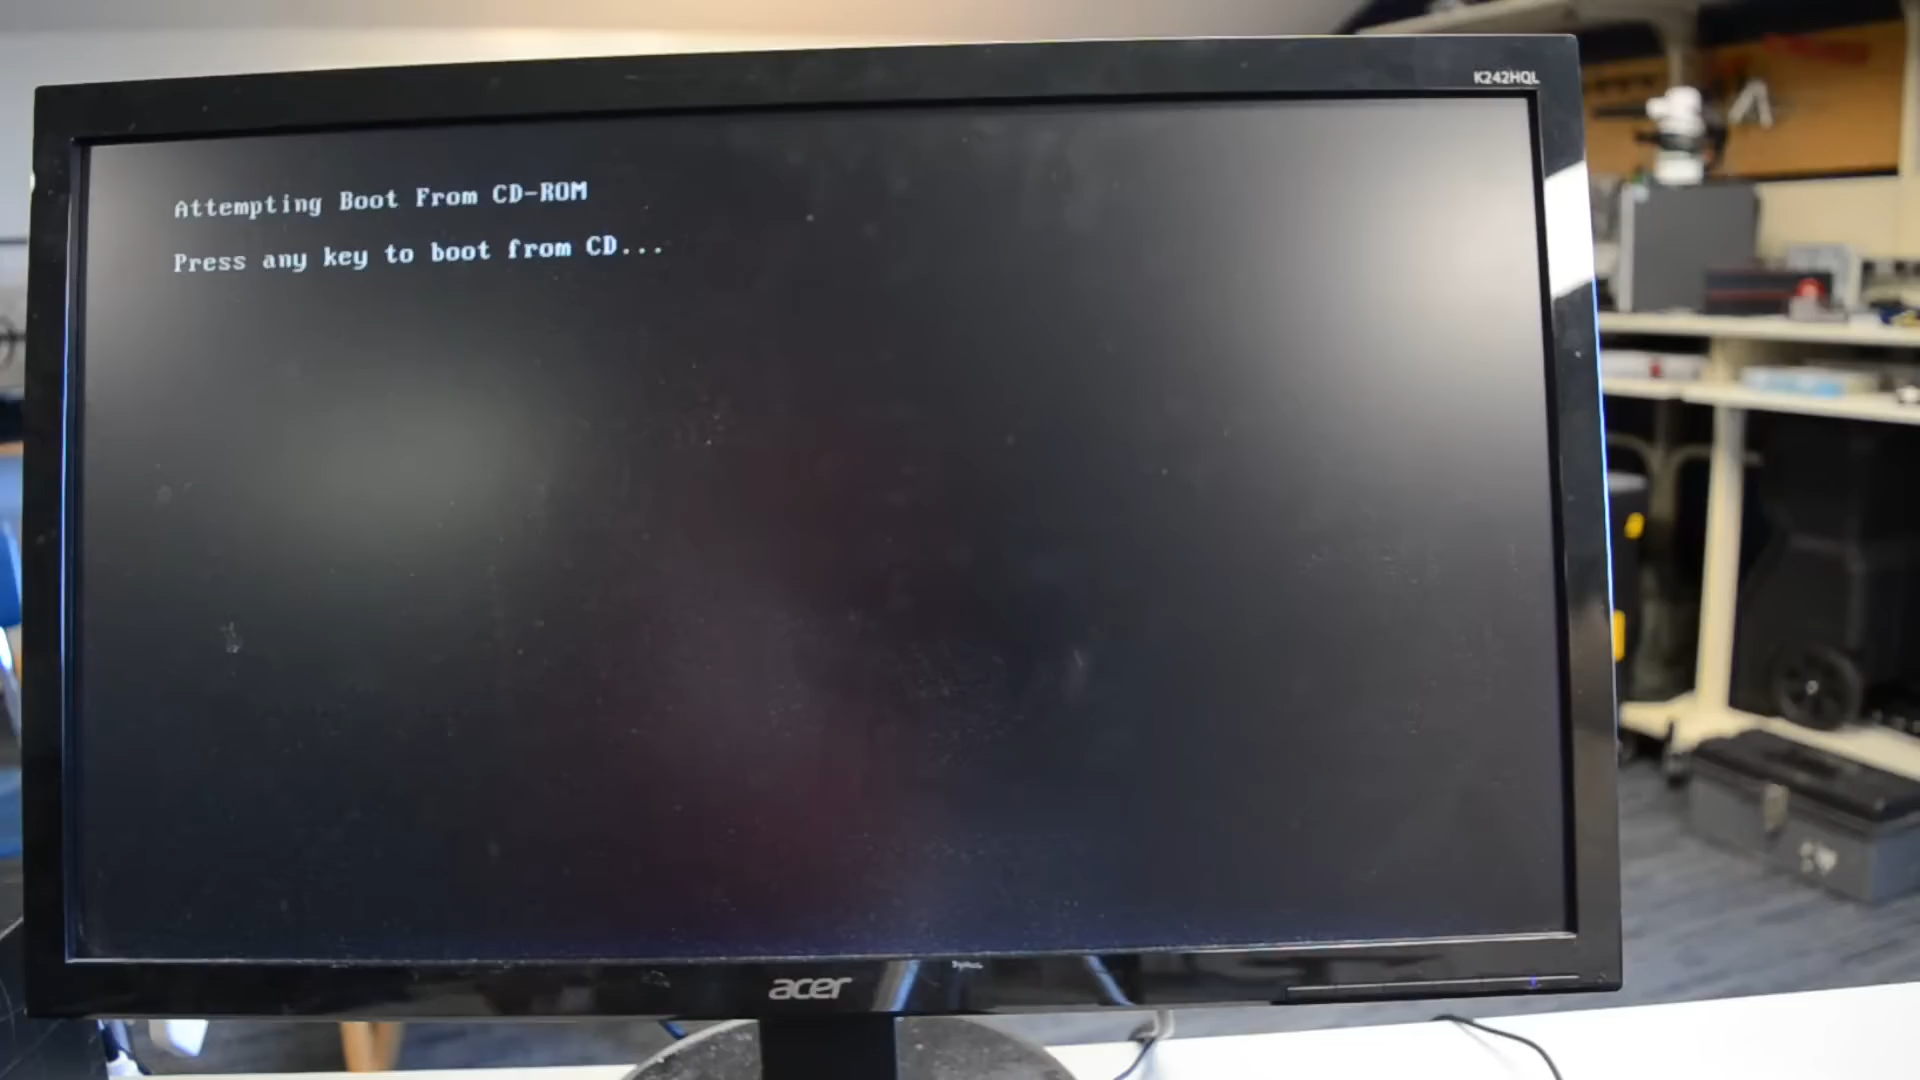 K242HQL
Attempting Boot From CD-ROM
Press any key to boot from CD...
acer